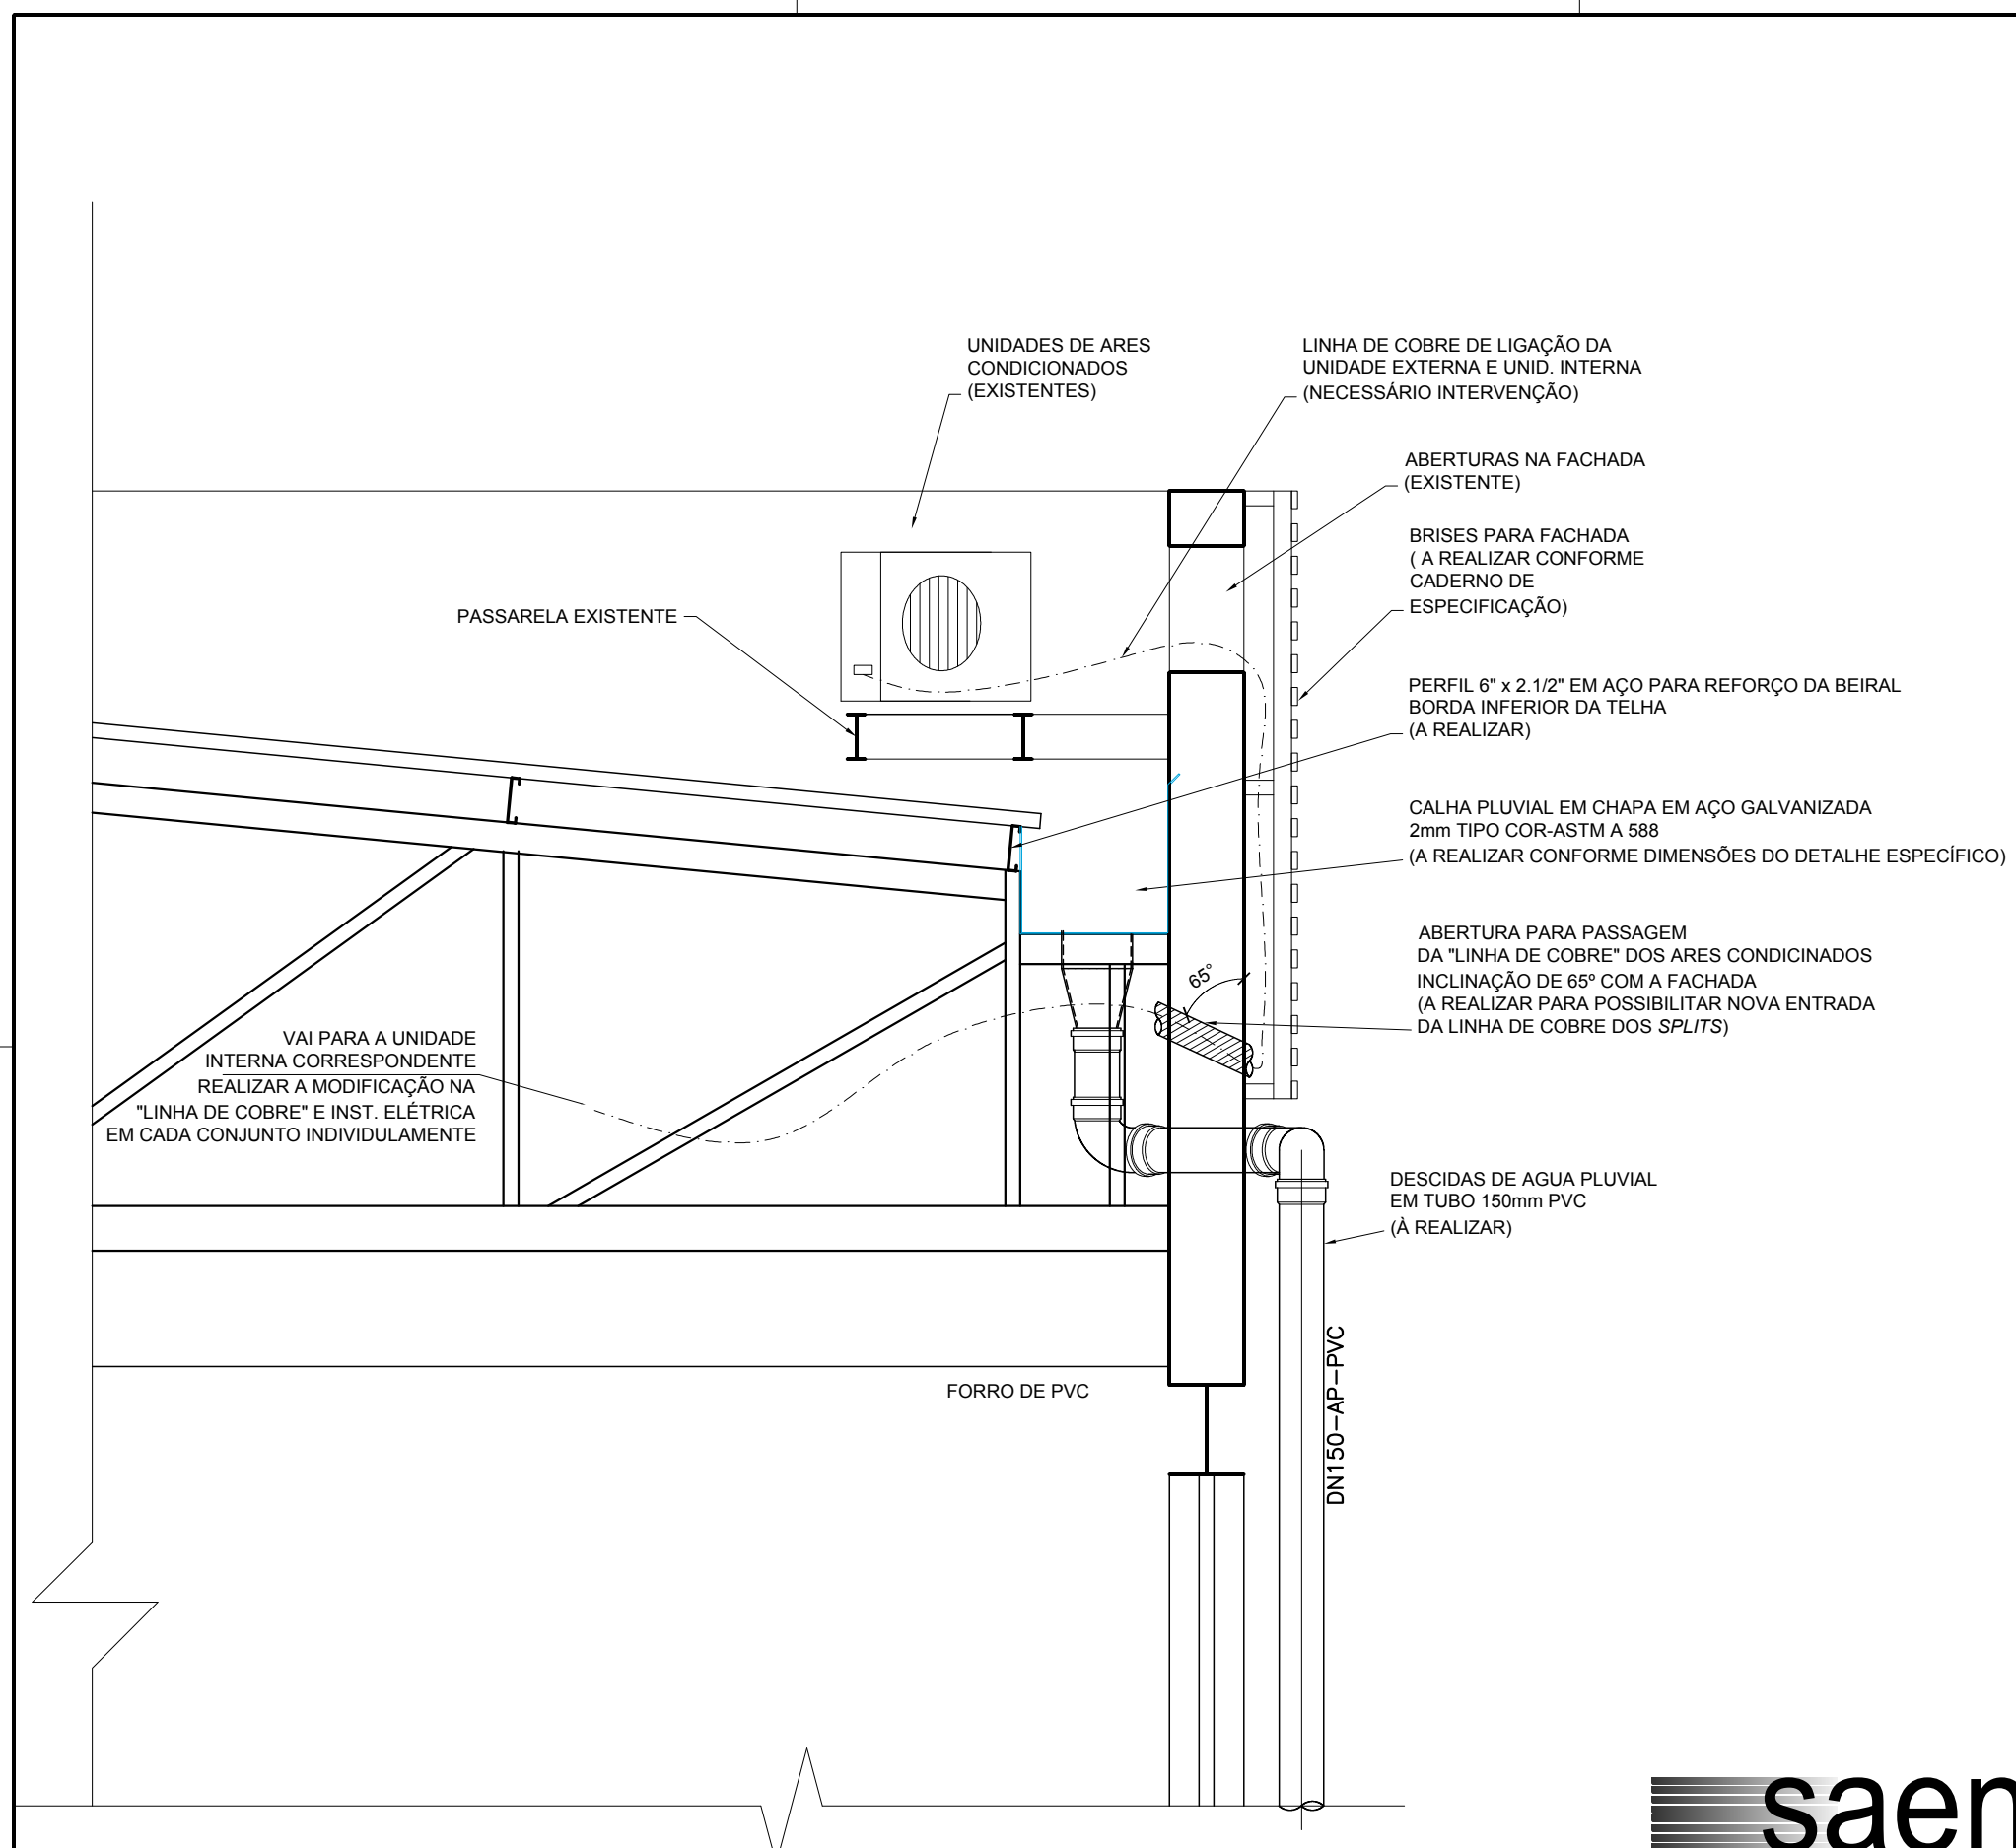 UNIDADES DE ARES
CONDICIONADOS
(EXISTENTES)
LINHA DE COBRE DE LIGAÇÃO DA
UNIDADE EXTERNA E UNID. INTERNA
(NECESSÁRIO INTERVENÇÃO)
ABERTURAS NA FACHADA
(EXISTENTE)
BRISES PARA FACHADA
( A REALIZAR CONFORME
CADERNO DE
ESPECIFICAÇÃO)
PASSARELA EXISTENTE
PERFIL 6" x 2.1/2" EM AÇO PARA REFORÇO DA BEIRAL
BORDA INFERIOR DA TELHA
(A REALIZAR)
CALHA PLUVIAL EM CHAPA EM AÇO GALVANIZADA
2mm TIPO COR-ASTM A 588
(A REALIZAR CONFORME DIMENSÕES DO DETALHE ESPECÍFICO)
ABERTURA PARA PASSAGEM
DA "LINHA DE COBRE" DOS ARES CONDICINADOS
INCLINAÇÃO DE 65º COM A FACHADA
(A REALIZAR PARA POSSIBILITAR NOVA ENTRADA
DA LINHA DE COBRE DOS SPLITS)
65°
VAI PARA A UNIDADE
INTERNA CORRESPONDENTE
REALIZAR A MODIFICAÇÃO NA
"LINHA DE COBRE" E INST. ELÉTRICA
EM CADA CONJUNTO INDIVIDULAMENTE
DESCIDAS DE AGUA PLUVIAL
EM TUBO 150mm PVC
(À REALIZAR)
FORRO DE PVC
DN150-AP-PVC
saen